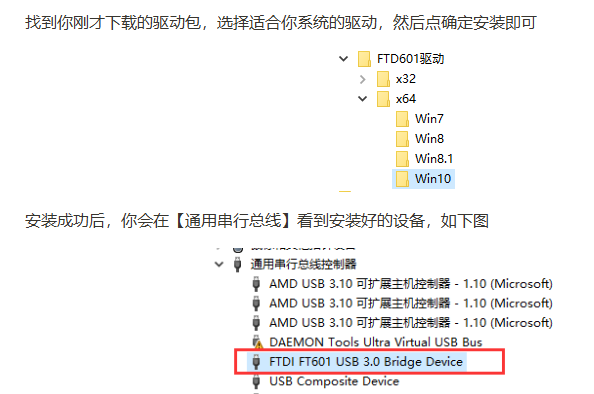 找到你刚才下载的驱动包，选择适合你系统的驱动，然后点确定安装即可
FTD601驱动
x32
x64
Win7
Win8
Win8.1
Win10
安装成功后，你会在【通用串行总线】看到安装好的设备，如下图
通用串行总线控制器
AMD USB 3.10 可扩展主机控制器 - 1.10 (Microsoft)
AMD USB 3.10 可扩展主机控制器 - 1.10 (Microsoft)
AMD USB 3.10 可扩展主机控制器 - 1.10 (Microsoft)
DAEMON Tools Ultra Virtual USB Bus
FTDI FT601 USB 3.0 Bridge Device
USB Composite Device